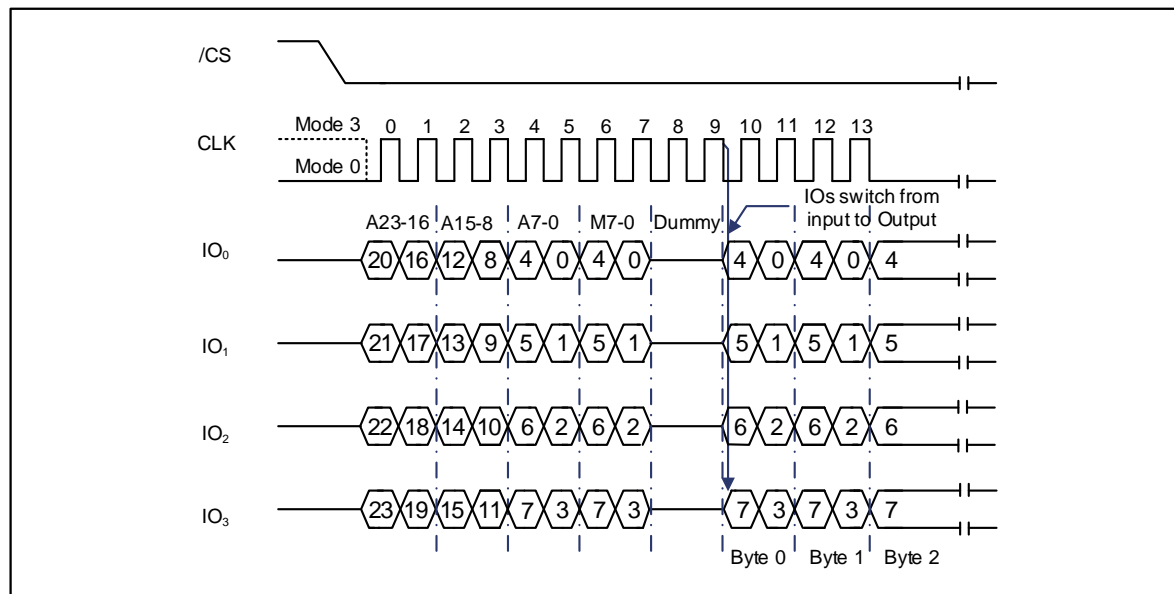 /CS
Mode 3
0 1 2 3 4 5 6 7 8 9 10 11 12 13
CLK
Mode 0
IOs switch from
input to Output
A23-16 A15-8 A7-0 M7-0 Dummy
IO₀ 20 16 12 8 4 0 4 0 4 0 4 0 4
IO₁ 21 17 13 9 5 1 5 1 5 1 5 1 5
IO₂ 22 18 14 10 6 2 6 2 6 2 6 2 6
IO₃ 23 19 15 11 7 3 7 3 7 3 7 3 7
Byte 0 Byte 1 Byte 2